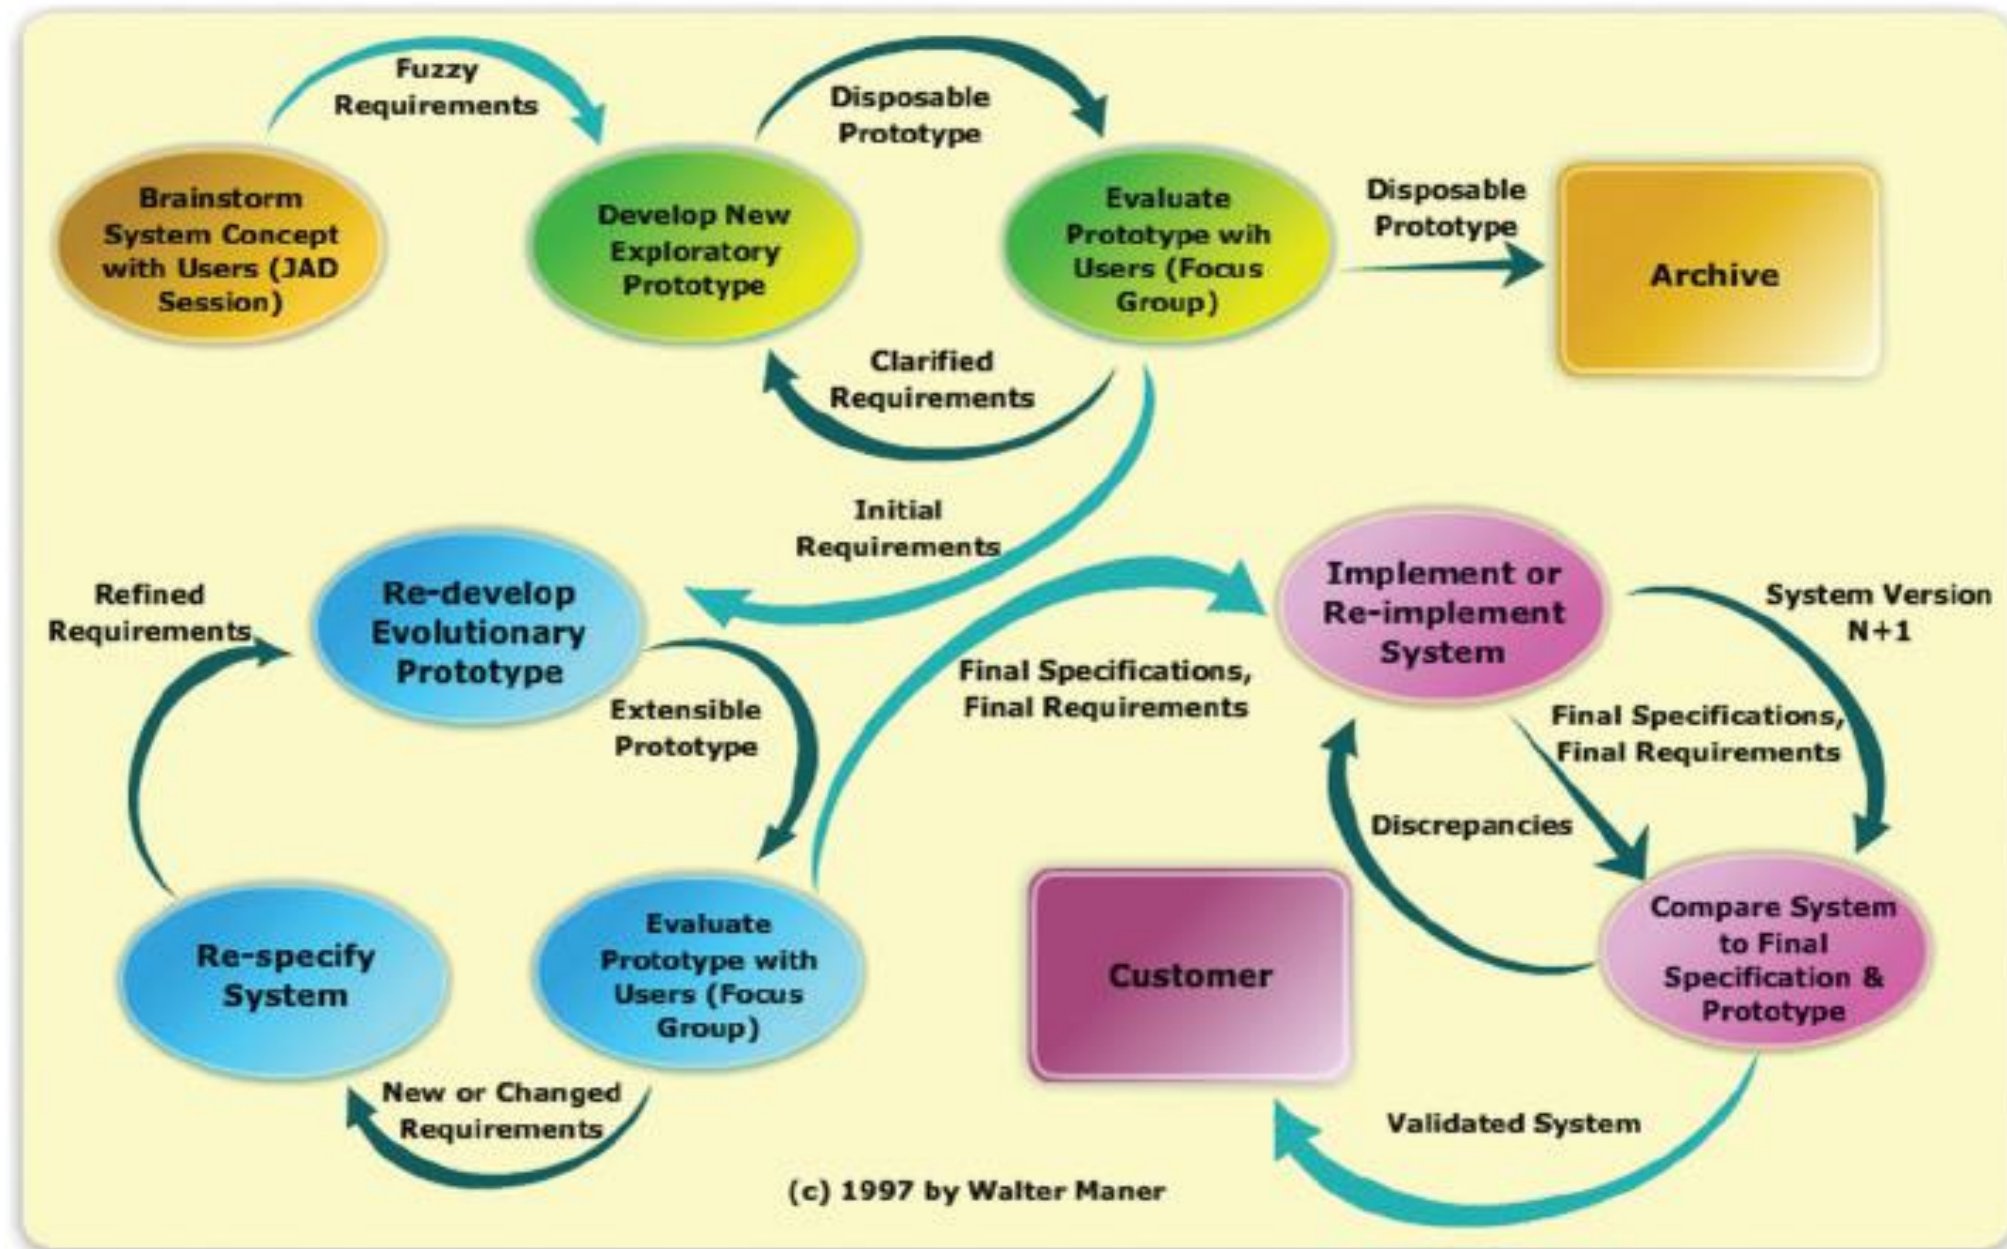 Fuzzy
Requirements
Disposable
Prototype
Brainstorm
System Concept
with Users (JAD
Session)
Develop New
Exploratory
Prototype
Evaluate
Prototype wih
Users (Focus
Group)
Disposable
Prototype
Archive
Clarified
Requirements
Initial
Requirements
Refined
Requirements
Re-develop
Evolutionary
Prototype
Extensible
Prototype
Final Specifications,
Final Requirements
Implement or
Re-implement
System
System Version
N+1
Final Specifications,
Final Requirements
Discrepancies
Re-specify
System
Evaluate
Prototype with
Users (Focus
Group)
Customer
Compare System
to Final
Specification &
Prototype
New or Changed
Requirements
Validated System
(c) 1997 by Walter Maner